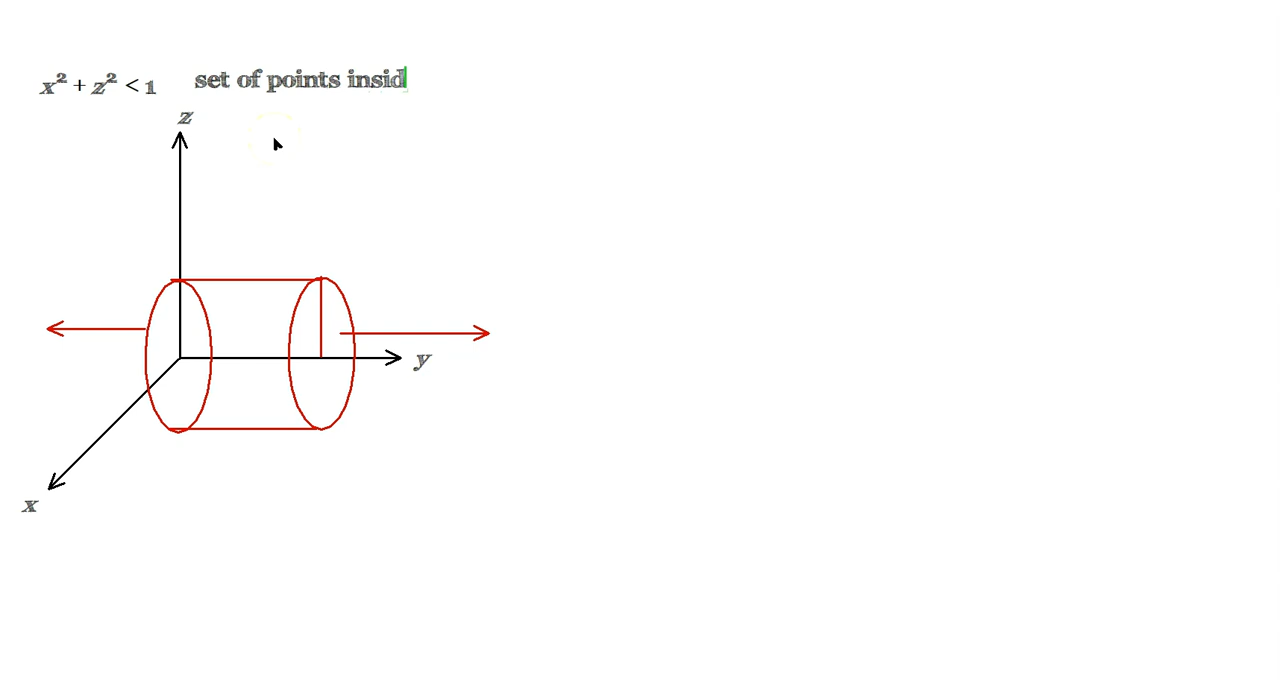 x² + z² < 1 set of points insid
z
y
x